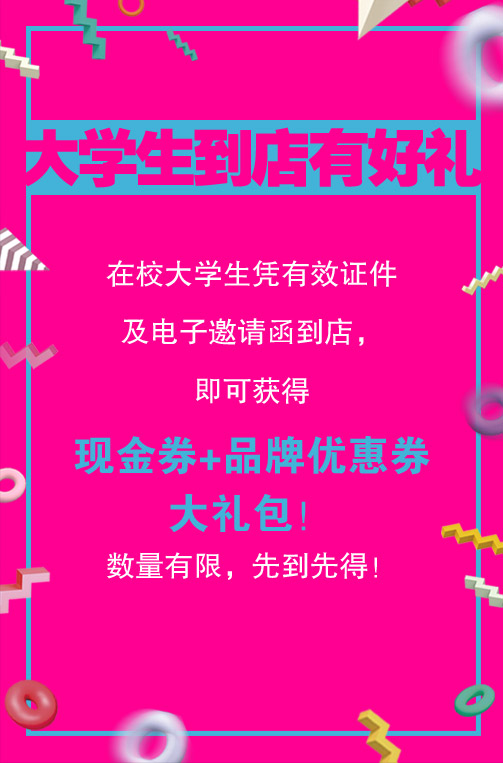 大学生到店有好礼
在校大学生凭有效证件
及电子邀请函到店，
即可获得
现金券+品牌优惠券
大礼包！
数量有限，先到先得！